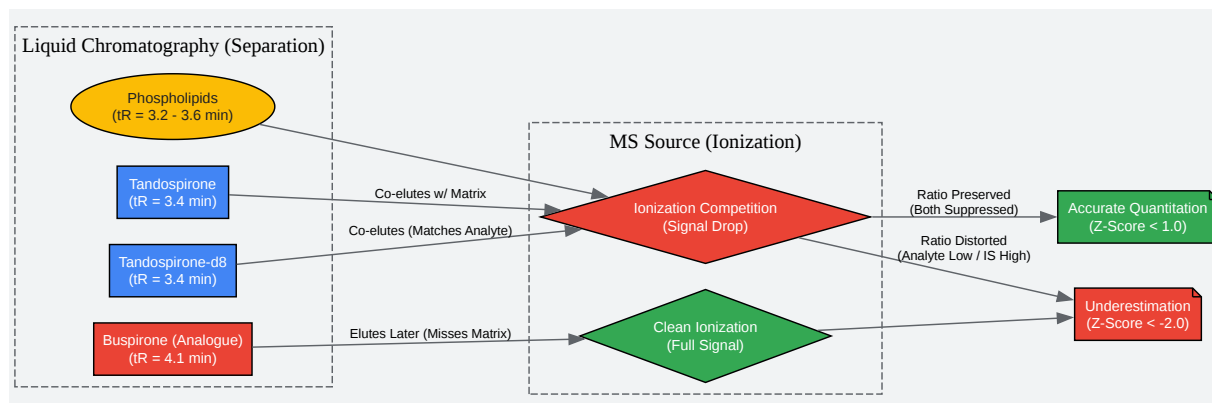 Liquid Chromatography (Separation)
Phospholipids
(tR = 3.2 - 3.6 min)
Tandospirone
(tR = 3.4 min)
Tandospirone-d8
(tR = 3.4 min)
Buspirone (Analogue)
(tR = 4.1 min)
Co-elutes w/ Matrix
Co-elutes (Matches Analyte)
Elutes Later (Misses Matrix)
MS Source (Ionization)
Ionization Competition
(Signal Drop)
Clean Ionization
(Full Signal)
Ratio Preserved
(Both Suppressed)
Ratio Distorted
(Analyte Low / IS High)
Accurate Quantitation
(Z-Score < 1.0)
Underestimation
(Z-Score < -2.0)